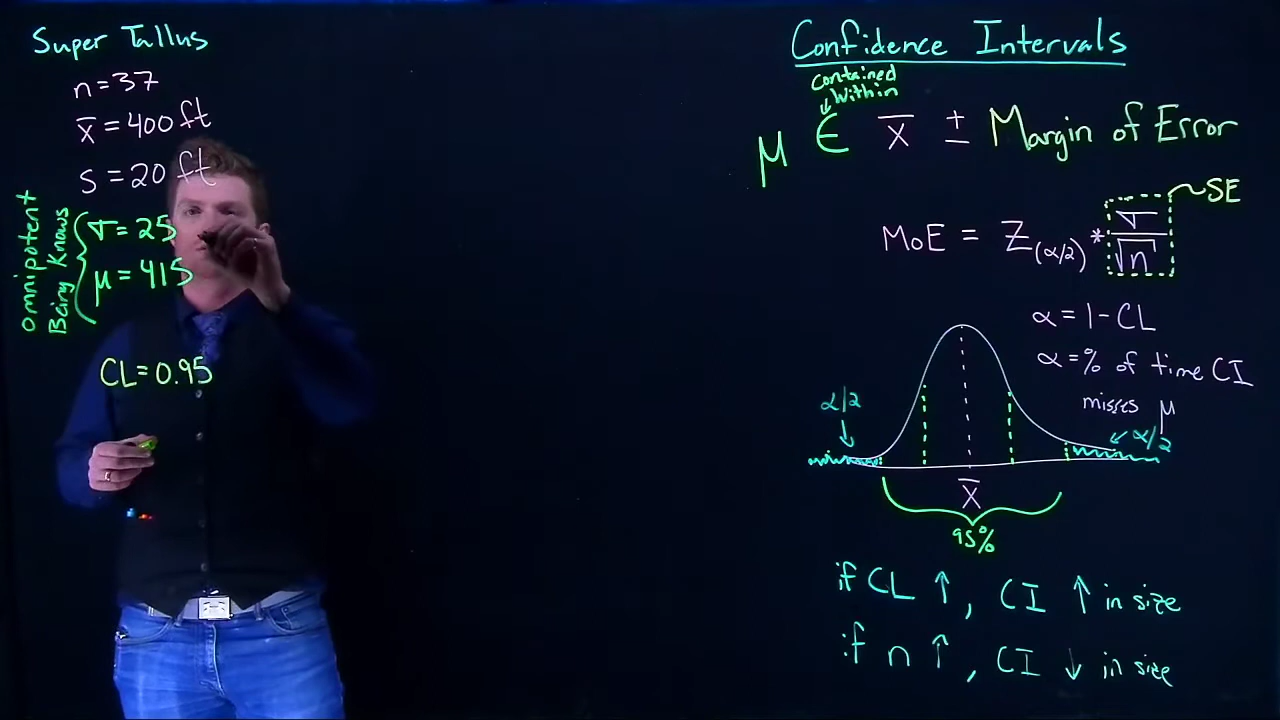 Super Tallus
n = 37
x̄ = 400 ft
s = 20 ft
omnipotent
Being Knows
σ = 25
μ = 415
CL = 0.95
Confidence Intervals
contained
within
μ ∈ x̄ ± Margin of Error
MoE = Z(α/2) * σ/√n
SE
α = 1 - CL
α = % of time CI
misses μ
α/2
α/2
x̄
95%
if CL ↑, CI ↑ in size
if n ↑, CI ↓ in size